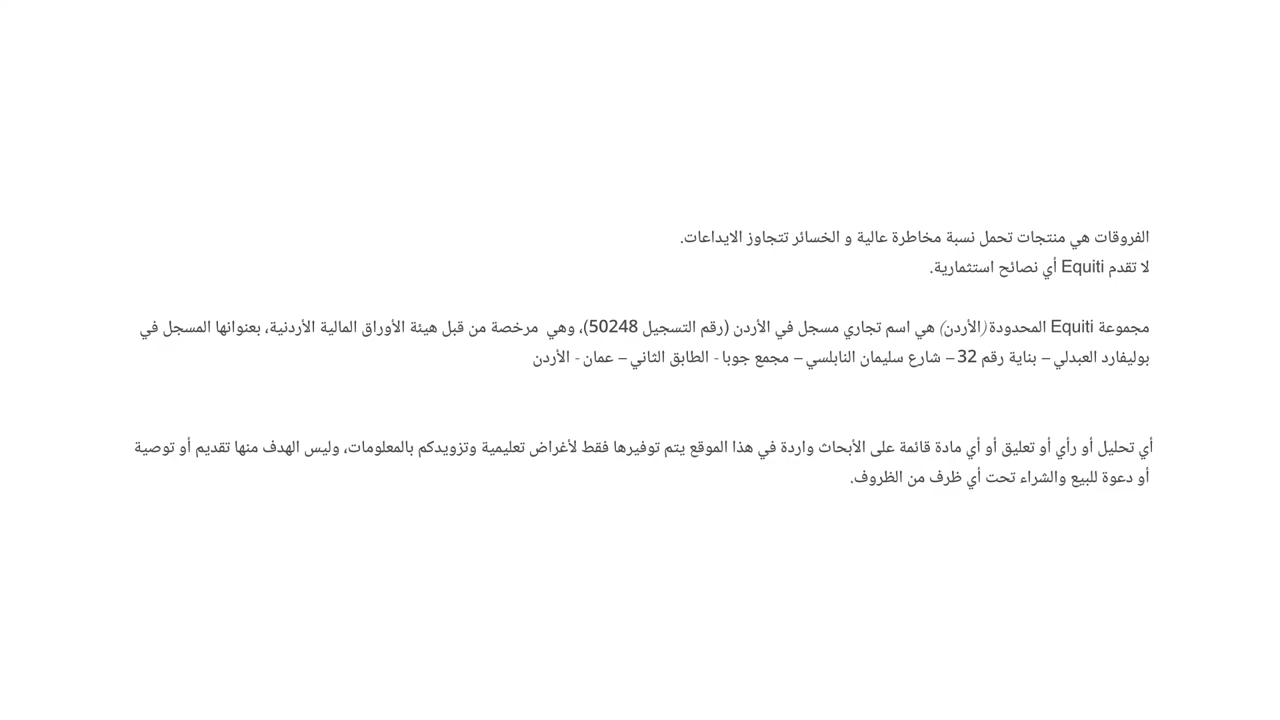 الفروقات هي منتجات تحمل نسبة مخاطرة عالية و الخسائر تتجاوز الايداعات.
لا تقدم Equiti أي نصائح استثمارية.
مجموعة Equiti المحدودة (الأردن) هي اسم تجاري مسجل في الأردن (رقم التسجيل 50248)، وهي مرخصة من قبل هيئة الأوراق المالية الأردنية، بعنوانها المسجل في
بوليفارد العبدلي – بناية رقم 32 – شارع سليمان النابلسي – مجمع جوبا - الطابق الثاني – عمان - الأردن
أي تحليل أو رأي أو تعليق أو أي مادة قائمة على الأبحاث واردة في هذا الموقع يتم توفيرها فقط لأغراض تعليمية وتزويدكم بالمعلومات، وليس الهدف منها تقديم أو توصية
أو دعوة للبيع والشراء تحت أي ظرف من الظروف.